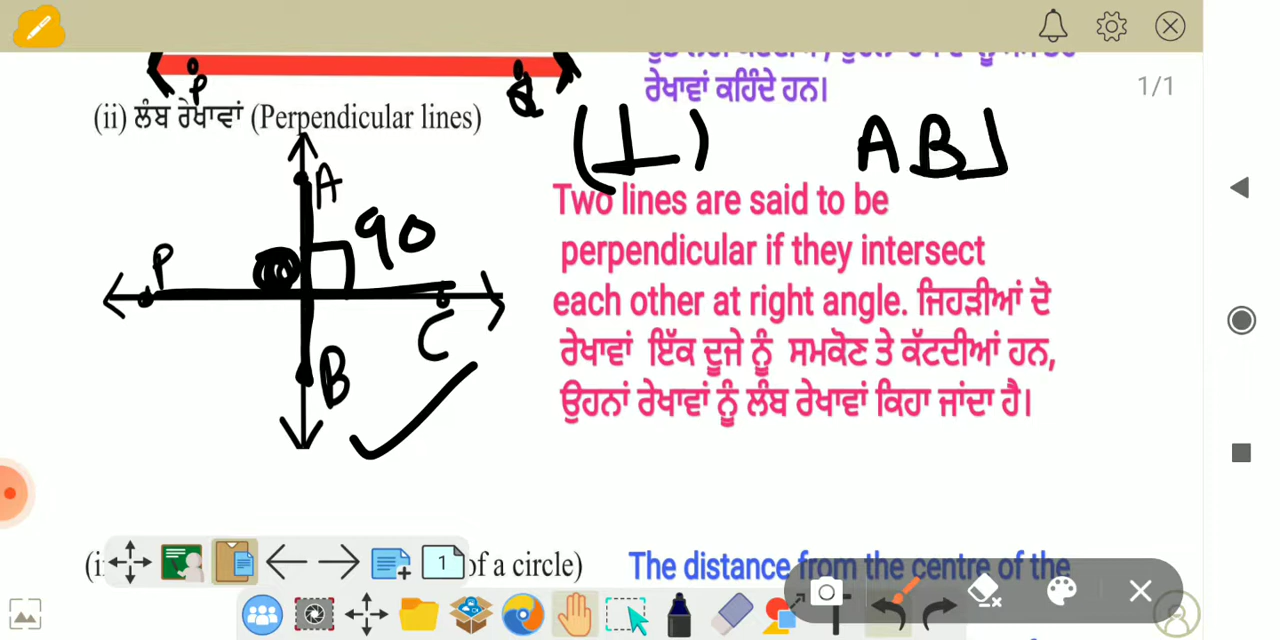 ਰੇਖਾਵਾਂ ਕਹਿੰਦੇ ਹਨ।
1/1
P
Q
(ii) ਲੰਬ ਰੇਖਾਵਾਂ (Perpendicular lines)
(⊥)
AB
A
90
P
C
B
Two lines are said to be
perpendicular if they intersect
each other at right angle. ਜਿਹੜੀਆਂ ਦੋ
ਰੇਖਾਵਾਂ ਇੱਕ ਦੂਜੇ ਨੂੰ ਸਮਕੋਣ ਤੇ ਕੱਟਦੀਆਂ ਹਨ,
ਉਹਨਾਂ ਰੇਖਾਵਾਂ ਨੂੰ ਲੰਬ ਰੇਖਾਵਾਂ ਕਿਹਾ ਜਾਂਦਾ ਹੈ।
1
of a circle)
The distance from the centre of the